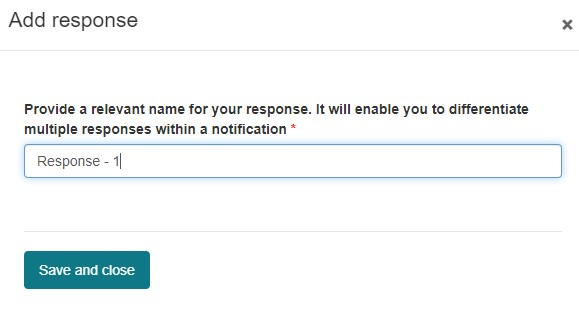 Add response
×
Provide a relevant name for your response. It will enable you to differentiate
multiple responses within a notification *
Response - 1
Save and close